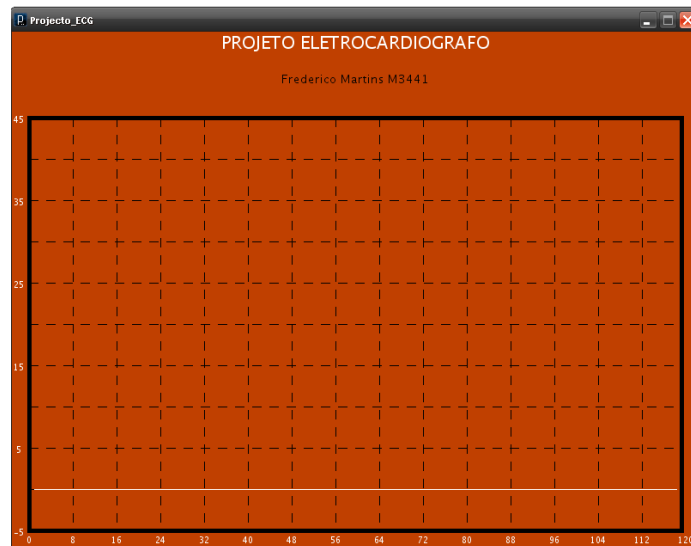 Projecto_ECG
PROJETO ELETROCARDIOGRAFO
Frederico Martins M3441
45
35
25
15
5
-5
0 8 16 24 32 40 48 56 64 72 80 88 96 104 112 120